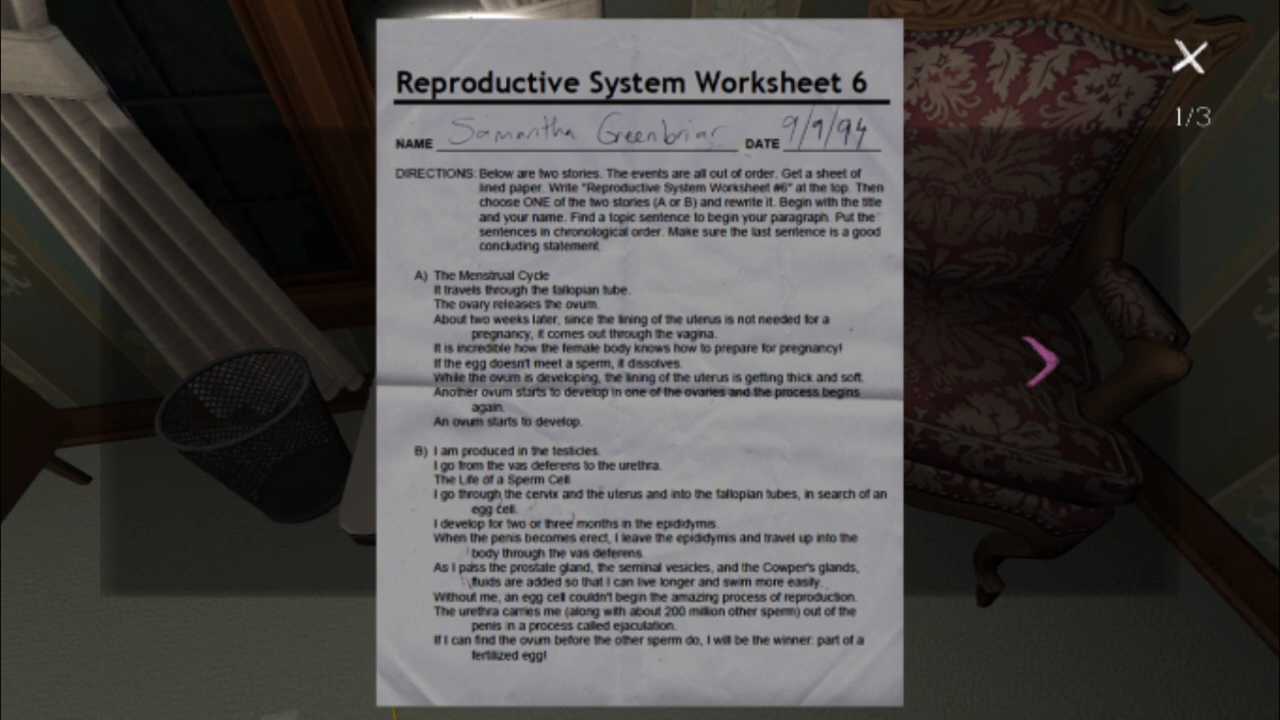 Reproductive System Worksheet 6
1/3
NAME Samantha Greenbriar DATE 9/9/94
DIRECTIONS: Below are two stories. The events are all out of order. Get a sheet of
lined paper. Write "Reproductive System Worksheet #6" at the top. Then
choose ONE of the two stories (A or B) and rewrite it. Begin with the title
and your name. Find a topic sentence to begin your paragraph. Put the
sentences in chronological order. Make sure the last sentence is a good
concluding statement
A) The Menstrual Cycle
It travels through the fallopian tube.
The ovary releases the ovum.
About two weeks later, since the lining of the uterus is not needed for a
pregnancy, it comes out through the vagina.
It is incredible how the female body knows how to prepare for pregnancy!
If the egg doesn't meet a sperm, it dissolves.
While the ovum is developing, the lining of the uterus is getting thick and soft.
Another ovum starts to develop in one of the ovaries and the process begins
again.
An ovum starts to develop.
B) I am produced in the testicles.
I go from the vas deferens to the urethra.
The Life of a Sperm Cell
I go through the cervix and the uterus and into the fallopian tubes, in search of an
egg cell.
I develop for two or three months in the epididymis.
When the penis becomes erect, I leave the epididymis and travel up into the
body through the vas deferens.
As I pass the prostate gland, the seminal vesicles, and the Cowper's glands,
fluids are added so that I can live longer and swim more easily.
Without me, an egg cell couldn't begin the amazing process of reproduction.
The urethra carries me (along with about 200 million other sperm) out of the
penis in a process called ejaculation.
If I can find the ovum before the other sperm do, I will be the winner: part of a
fertilized egg!